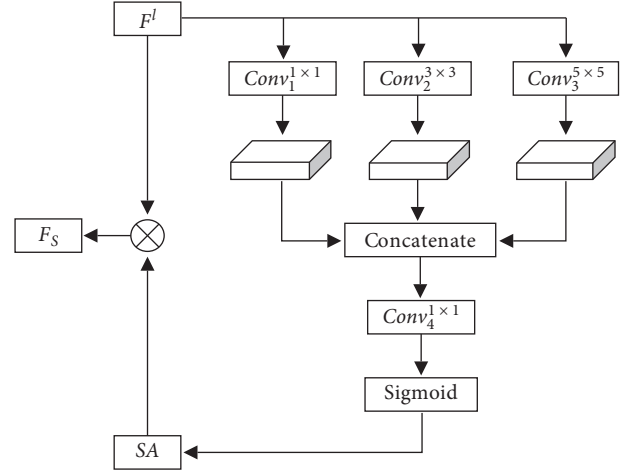 F^l
Conv_1^{1 × 1}
Conv_2^{3 × 3}
Conv_3^{5 × 5}
F_S
Concatenate
Conv_4^{1 × 1}
Sigmoid
SA